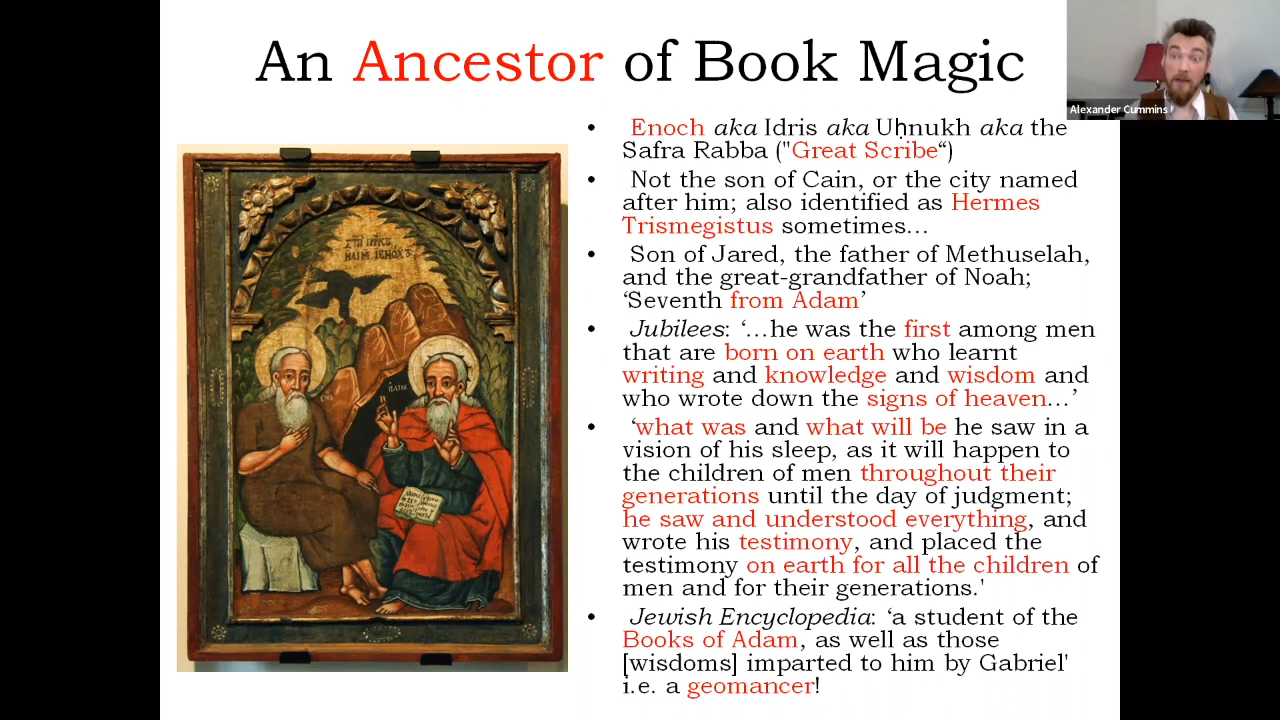 An Ancestor of Book Magic
Alexander Cummins
• Enoch aka Idris aka Uḥnukh aka the
Safra Rabba ("Great Scribe“)
• Not the son of Cain, or the city named
after him; also identified as Hermes
Trismegistus sometimes…
• Son of Jared, the father of Methuselah,
and the great-grandfather of Noah;
‘Seventh from Adam’
• Jubilees: ‘…he was the first among men
that are born on earth who learnt
writing and knowledge and wisdom and
who wrote down the signs of heaven…’
• ‘what was and what will be he saw in a
vision of his sleep, as it will happen to
the children of men throughout their
generations until the day of judgment;
he saw and understood everything, and
wrote his testimony, and placed the
testimony on earth for all the children of
men and for their generations.'
• Jewish Encyclopedia: ‘a student of the
Books of Adam, as well as those
[wisdoms] imparted to him by Gabriel'
i.e. a geomancer!